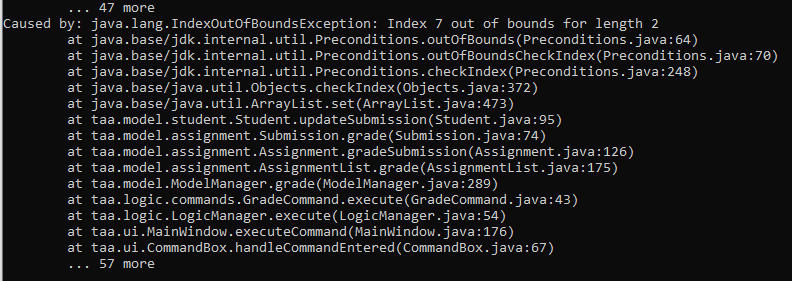 ... 47 more
Caused by: java.lang.IndexOutOfBoundsException: Index 7 out of bounds for length 2
at java.base/jdk.internal.util.Preconditions.outOfBounds(Preconditions.java:64)
at java.base/jdk.internal.util.Preconditions.outOfBoundsCheckIndex(Preconditions.java:70)
at java.base/jdk.internal.util.Preconditions.checkIndex(Preconditions.java:248)
at java.base/java.util.Objects.checkIndex(Objects.java:372)
at java.base/java.util.ArrayList.set(ArrayList.java:473)
at taa.model.student.Student.updateSubmission(Student.java:95)
at taa.model.assignment.Submission.grade(Submission.java:74)
at taa.model.assignment.Assignment.gradeSubmission(Assignment.java:126)
at taa.model.assignment.AssignmentList.grade(AssignmentList.java:175)
at taa.model.ModelManager.grade(ModelManager.java:289)
at taa.logic.commands.GradeCommand.execute(GradeCommand.java:43)
at taa.logic.LogicManager.execute(LogicManager.java:54)
at taa.ui.MainWindow.executeCommand(MainWindow.java:176)
at taa.ui.CommandBox.handleCommandEntered(CommandBox.java:67)
... 57 more